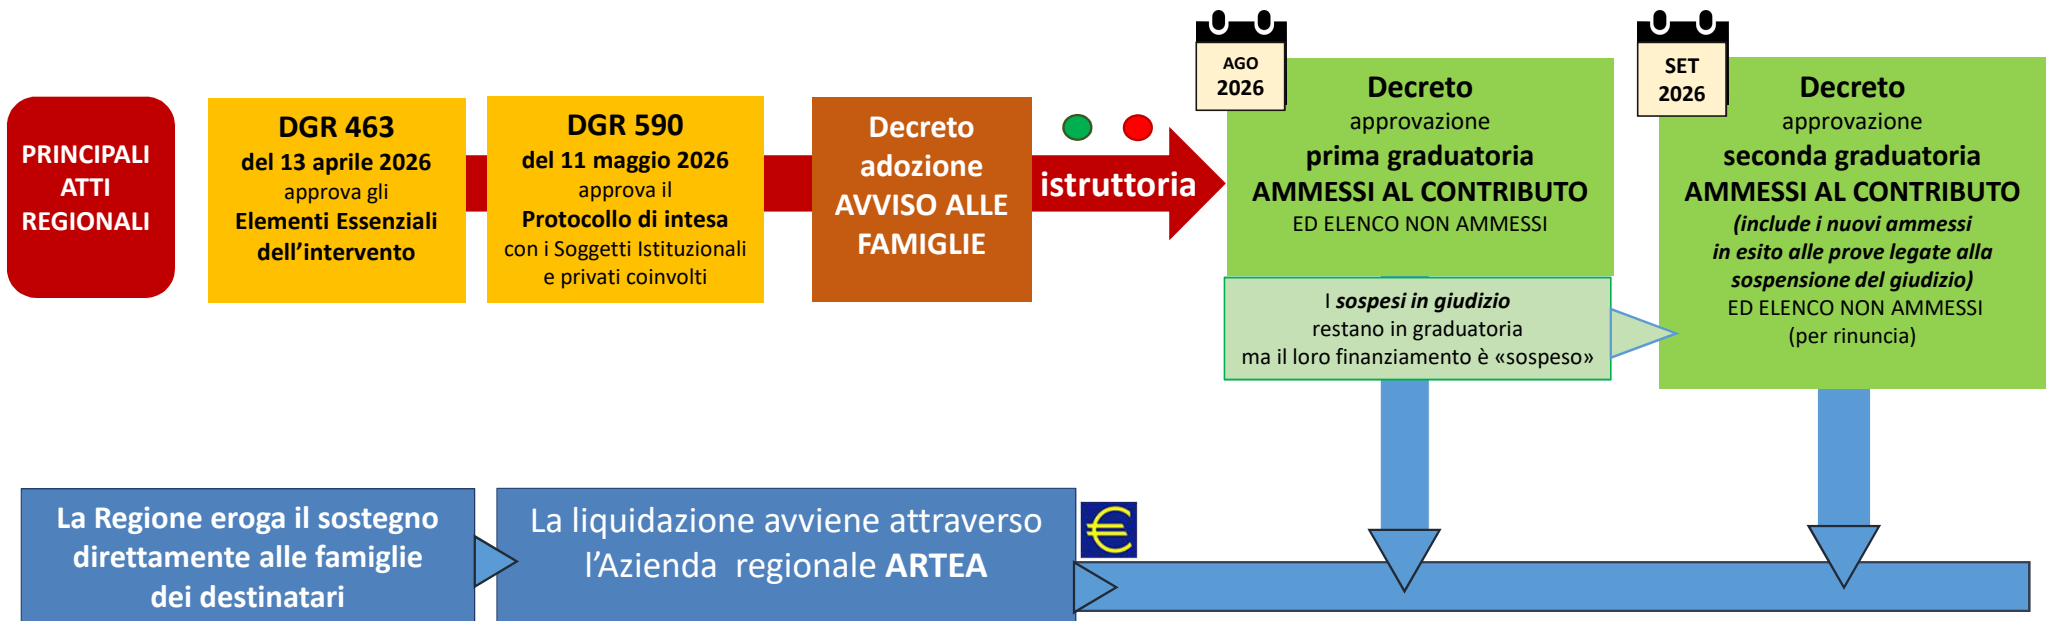 PRINCIPALI
ATTI
REGIONALI
DGR 463
del 13 aprile 2026
approva gli
Elementi Essenziali
dell’intervento
DGR 590
del 11 maggio 2026
approva il
Protocollo di intesa
con i Soggetti Istituzionali
e privati coinvolti
Decreto
adozione
AVVISO ALLE
FAMIGLIE
istruttoria
AGO
2026
Decreto
approvazione
prima graduatoria
AMMESSI AL CONTRIBUTO
ED ELENCO NON AMMESSI
I sospesi in giudizio
restano in graduatoria
ma il loro finanziamento è «sospeso»
SET
2026
Decreto
approvazione
seconda graduatoria
AMMESSI AL CONTRIBUTO
(include i nuovi ammessi
in esito alle prove legate alla
sospensione del giudizio)
ED ELENCO NON AMMESSI
(per rinuncia)
La Regione eroga il sostegno
direttamente alle famiglie
dei destinatari
La liquidazione avviene attraverso
l’Azienda regionale ARTEA
€